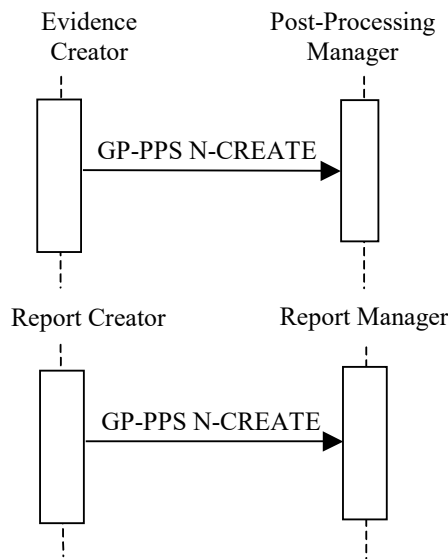 Evidence
Creator
Post-Processing
Manager
GP-PPS N-CREATE
Report Creator
Report Manager
GP-PPS N-CREATE